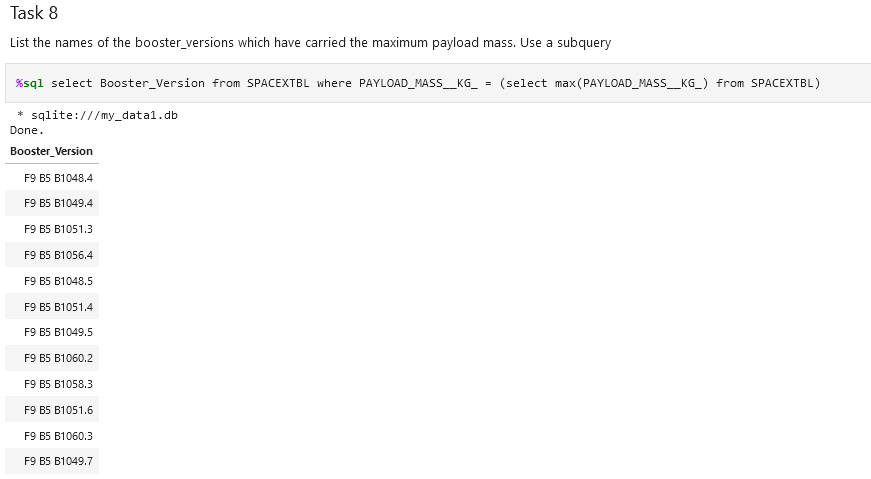 Task 8
List the names of the booster_versions which have carried the maximum payload mass. Use a subquery
%sql select Booster_Version from SPACEXTBL where PAYLOAD_MASS__KG_ = (select max(PAYLOAD_MASS__KG_) from SPACEXTBL)
* sqlite:///my_data1.db
Done.
Booster_Version
F9 B5 B1048.4
F9 B5 B1049.4
F9 B5 B1051.3
F9 B5 B1056.4
F9 B5 B1048.5
F9 B5 B1051.4
F9 B5 B1049.5
F9 B5 B1060.2
F9 B5 B1058.3
F9 B5 B1051.6
F9 B5 B1060.3
F9 B5 B1049.7